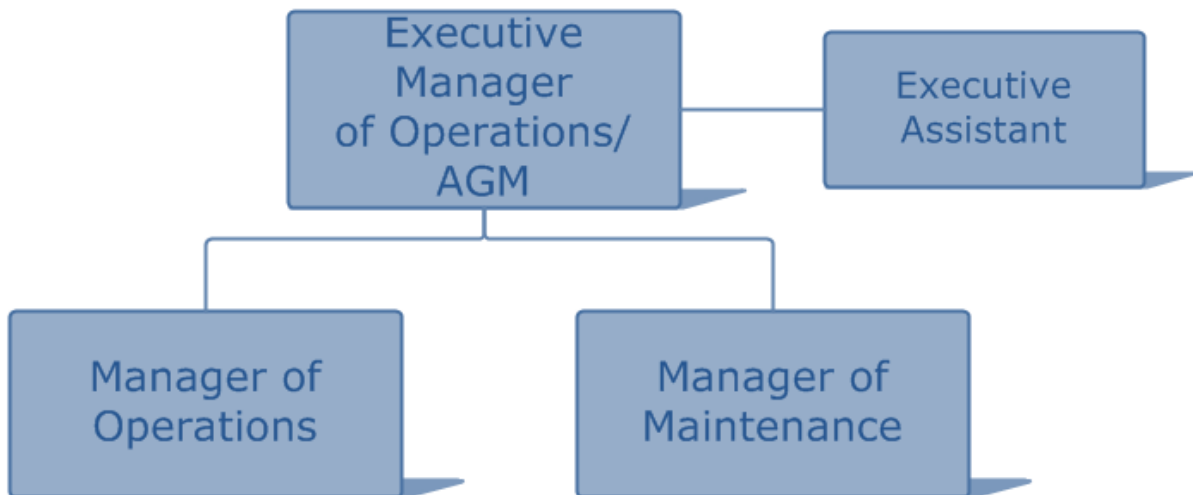 Executive
Manager
of Operations/
AGM
Executive
Assistant
Manager of
Operations
Manager of
Maintenance